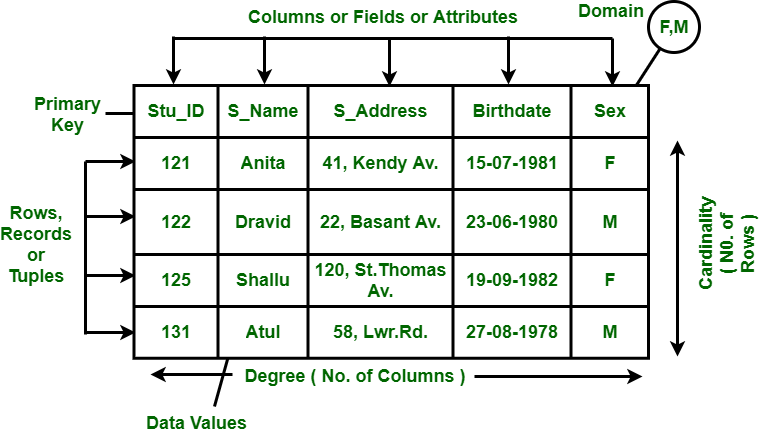 Columns or Fields or Attributes
Domain
F,M
Primary
Key
Stu_ID S_Name S_Address Birthdate Sex
121 Anita 41, Kendy Av. 15-07-1981 F
122 Dravid 22, Basant Av. 23-06-1980 M
125 Shallu 120, St.Thomas
Av. 19-09-1982 F
131 Atul 58, Lwr.Rd. 27-08-1978 M
Rows,
Records
or
Tuples
Cardinality
( N0. of
Rows )
Degree ( No. of Columns )
Data Values